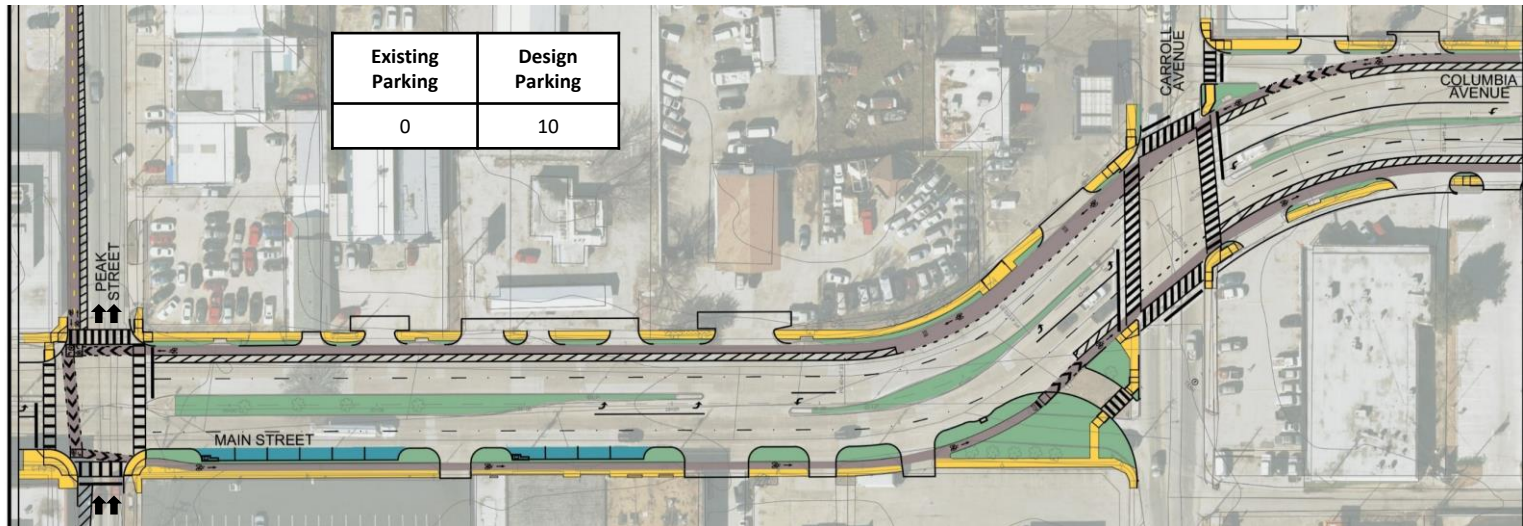 Existing
Parking
Design
Parking
0
10
CARROLL
AVENUE
COLUMBIA
AVENUE
PEAK
STREET
MAIN STREET